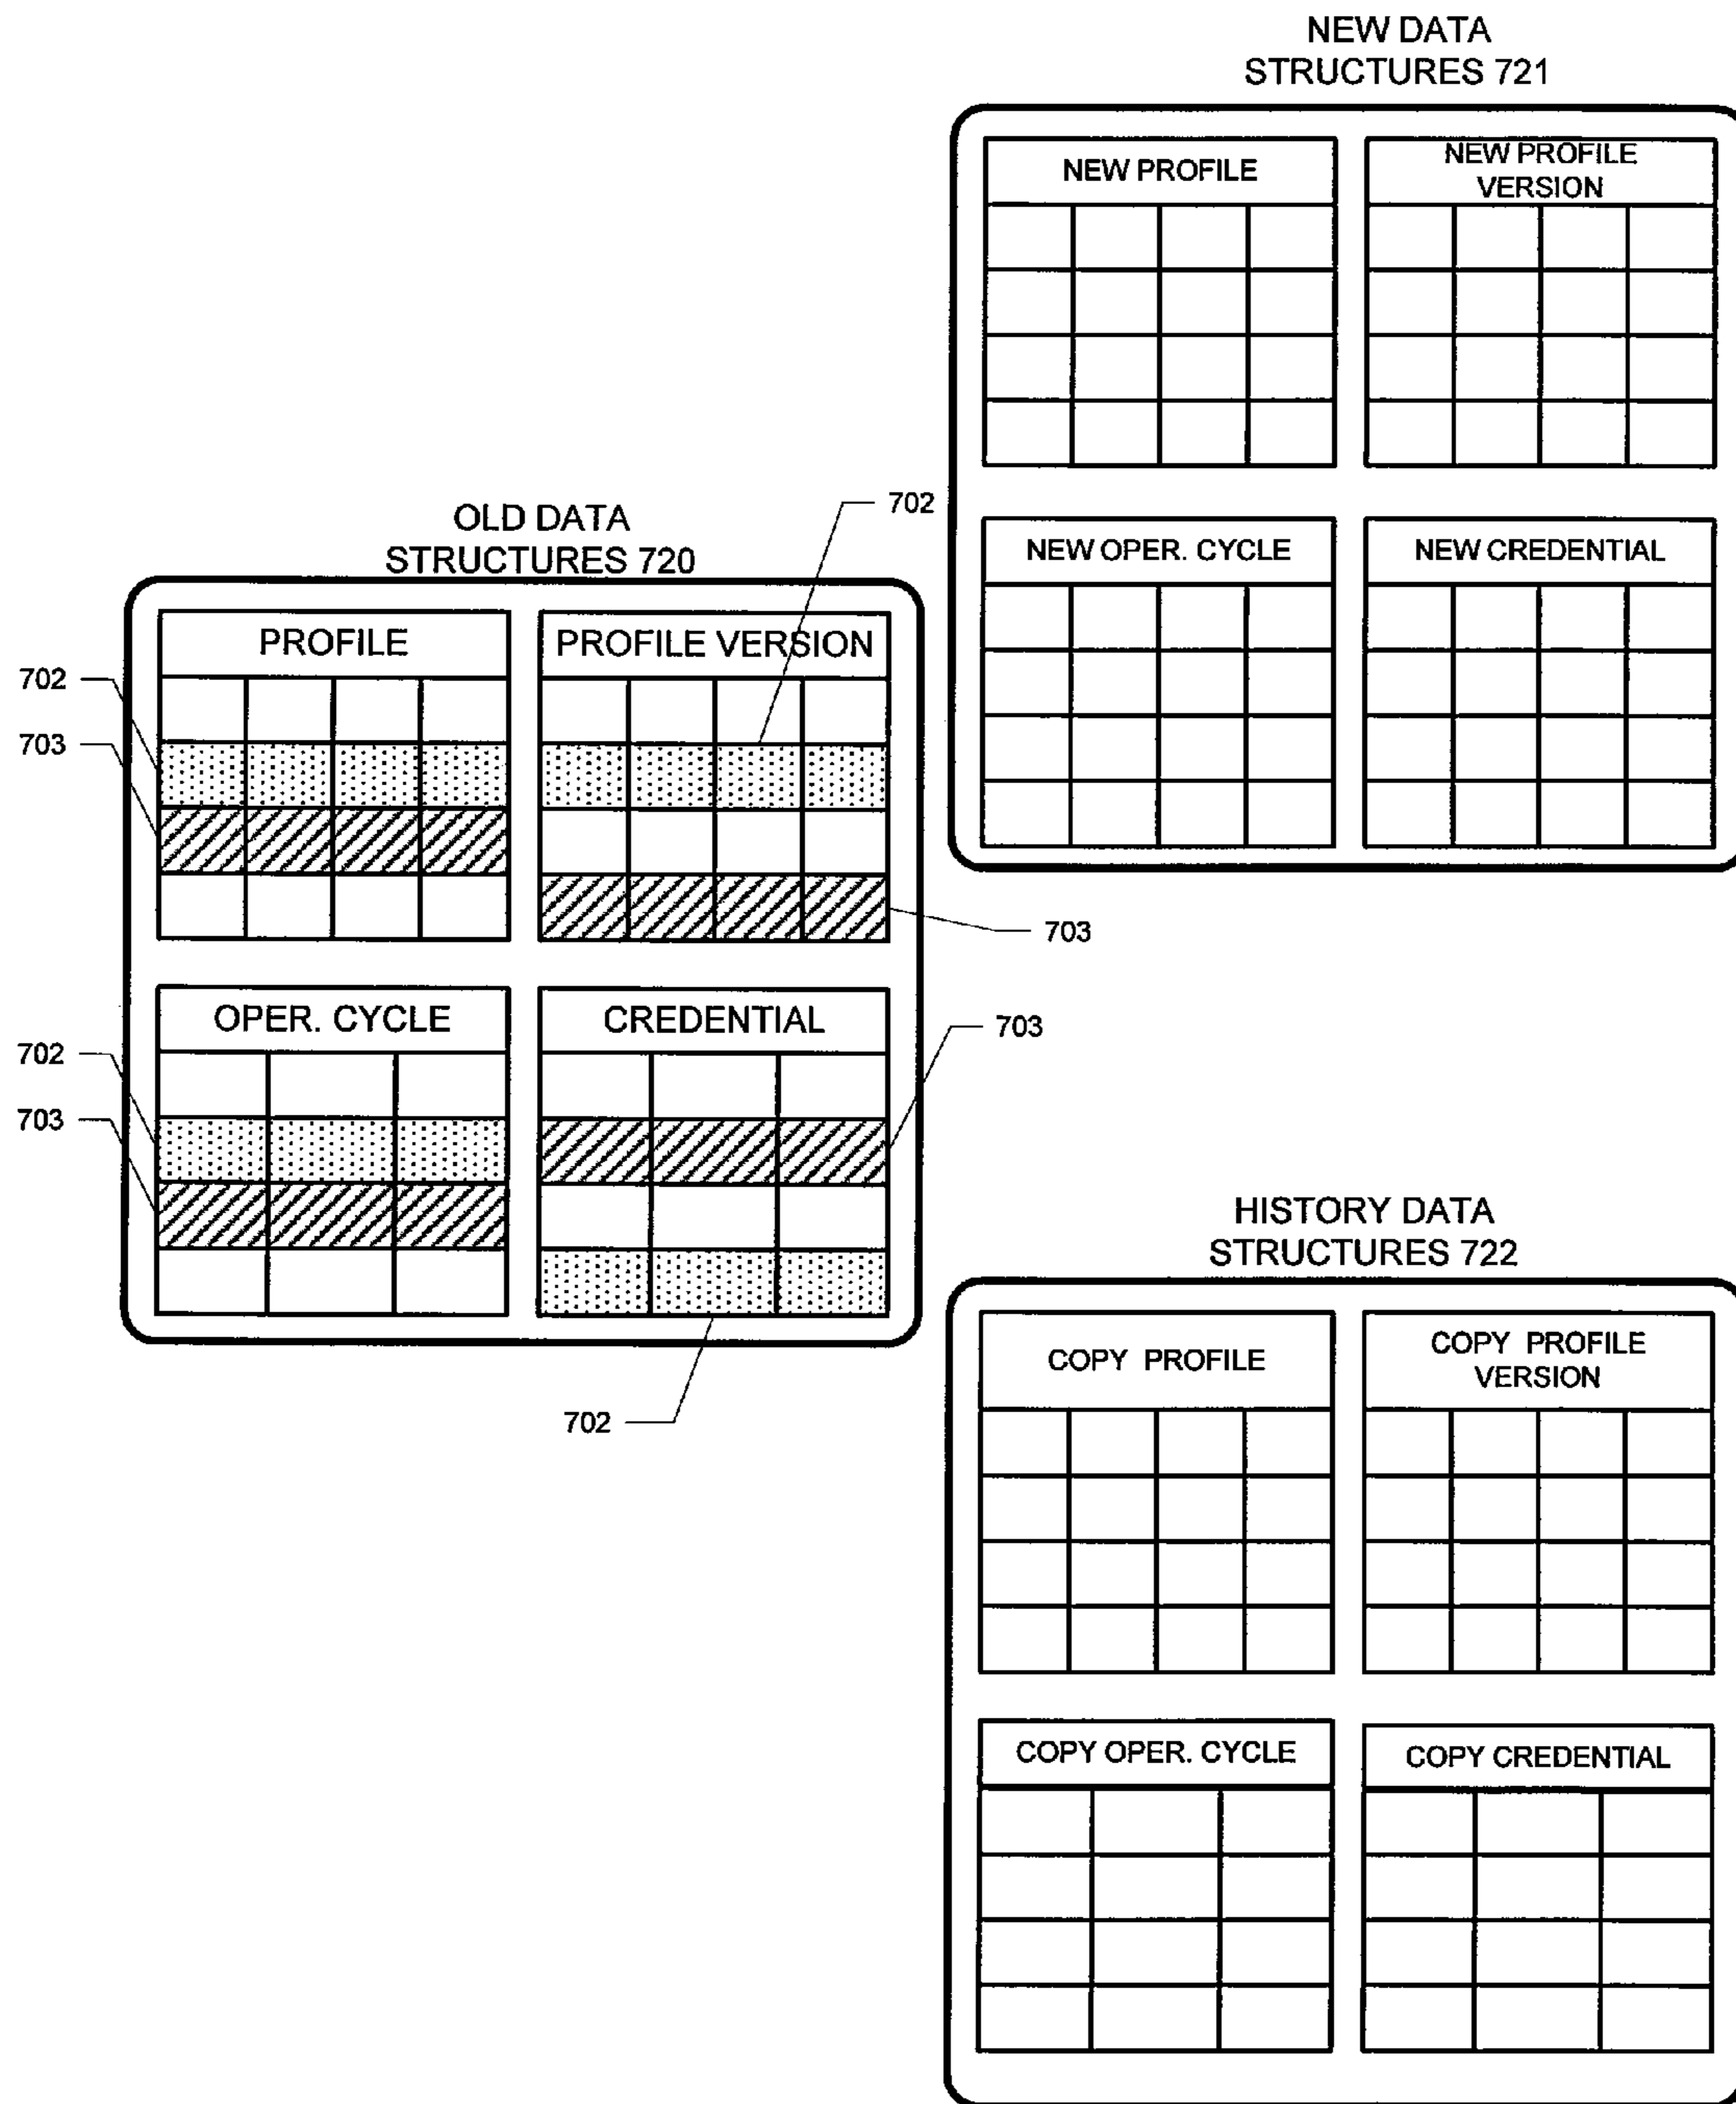 NEW DATA
STRUCTURES 721
NEW PROFILE
NEW PROFILE
VERSION
NEW OPER. CYCLE
NEW CREDENTIAL
OLD DATA
STRUCTURES 720
702
PROFILE
PROFILE VERSION
702
703
703
OPER. CYCLE
CREDENTIAL
703
702
703
702
HISTORY DATA
STRUCTURES 722
COPY PROFILE
COPY PROFILE
VERSION
COPY OPER. CYCLE
COPY CREDENTIAL